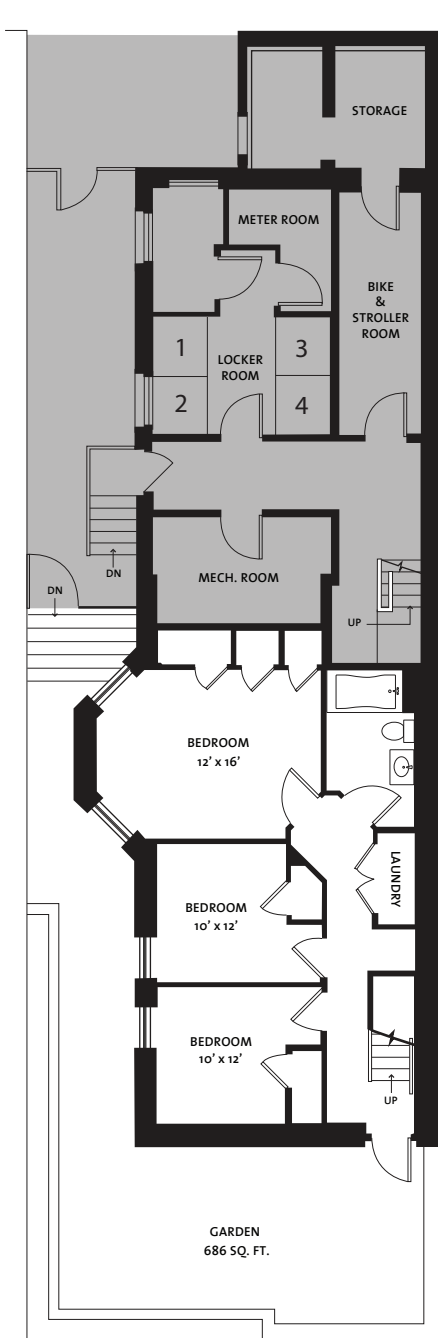 STORAGE
METER ROOM
BIKE
&
STROLLER
ROOM
1
3
LOCKER
ROOM
2
4
DN
MECH. ROOM
DN
UP
BEDROOM
12' x 16'
LAUNDRY
BEDROOM
10' x 12'
BEDROOM
10' x 12'
UP
GARDEN
686 SQ. FT.